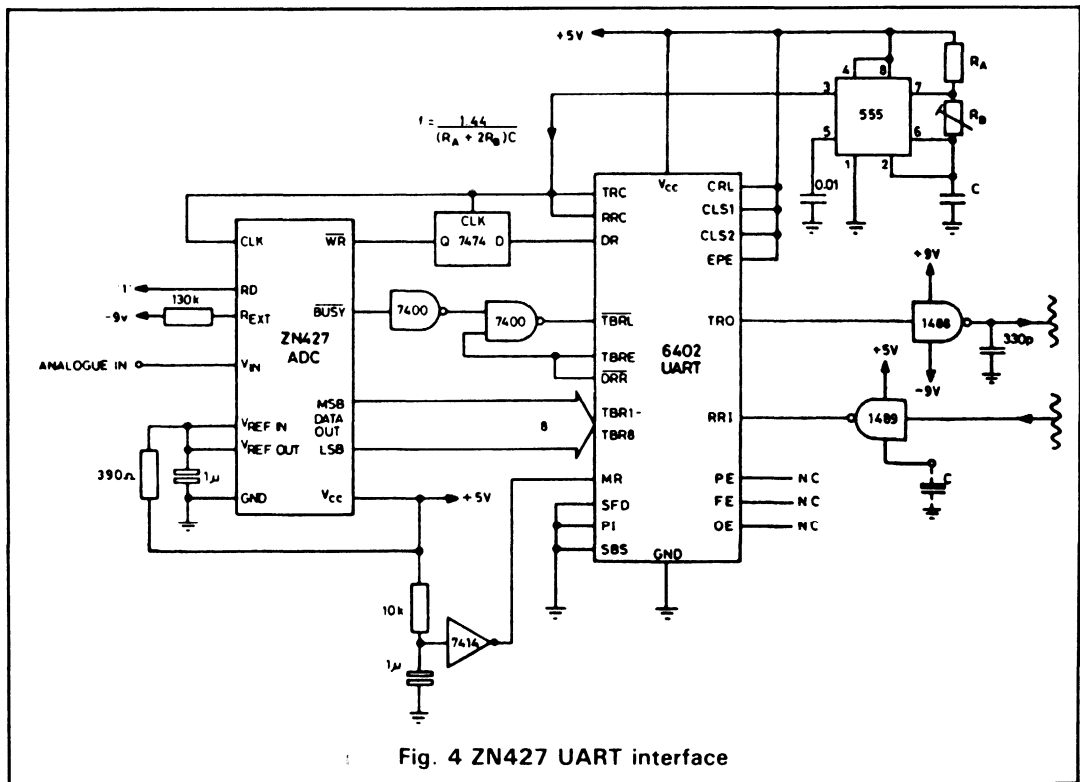 +5V
RA
4
8
3
7
555
RB
5
6
1
2
0.01
C
f = 1.44
(RA + 2RB)C
VCC
TRC
RRC
DR
TBRL
TBRE
DRR
TBR1-
TBR8
MR
SFD
PI
SBS
GND
6402
UART
CRL
CLS1
CLS2
EPE
TRO
RRI
PE
FE
OE
NC
NC
NC
+9V
1488
-9V
330p
+5V
1489
C
CLK
Q 7474 D
7400
7400
8
CLK
RD
REXT
VIN
VREF IN
VREF OUT
GND
ZN427
ADC
WR
BUSY
MSB
DATA
OUT
LSB
VCC
'1'
130k
-9v
ANALOGUE IN
390Ω
1µ
+5V
10k
1µ
7414
Fig. 4 ZN427 UART interface